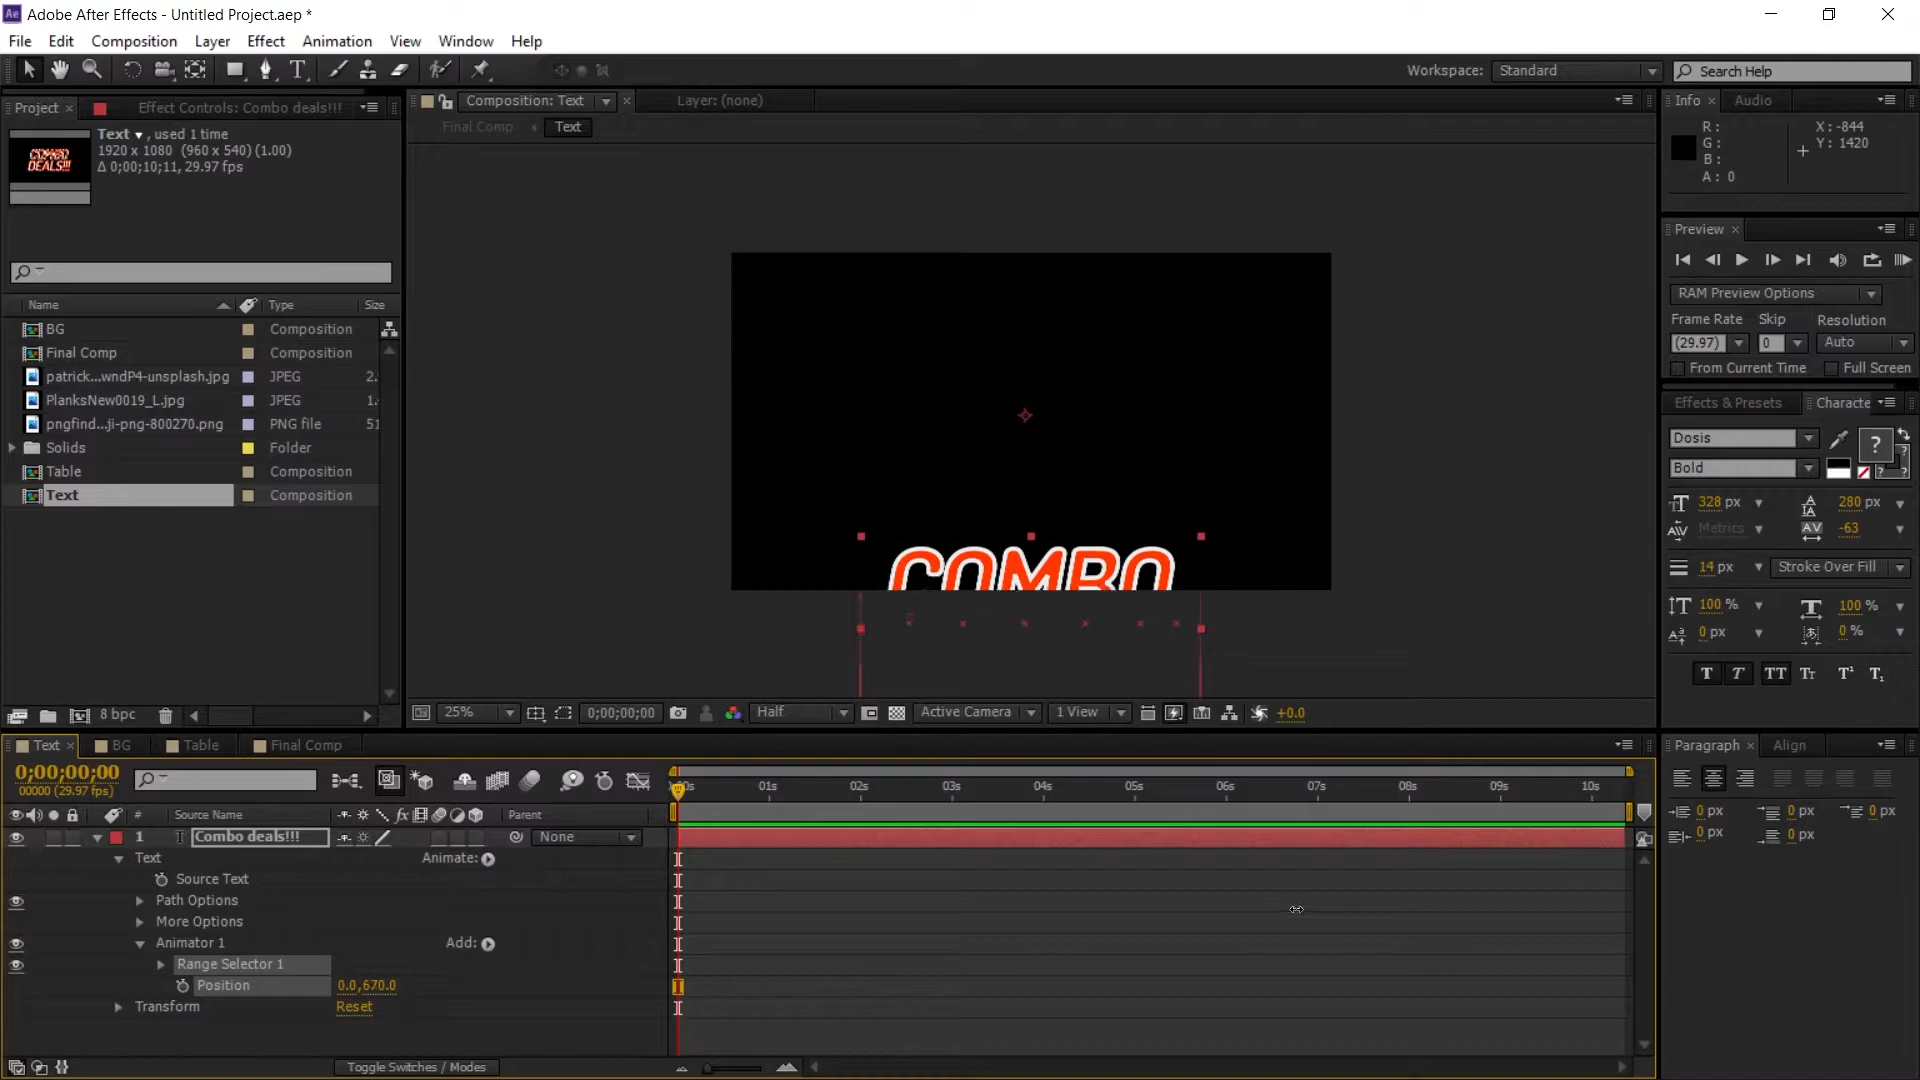 Adobe After Effects - Untitled Project.aep *
File Edit Composition Layer Effect Animation View Window Help
Workspace: Standard Search Help
Project × Effect Controls: Combo deals!!!
Composition: Text × Layer: (none)
Final Comp Text
Text , used 1 time
1920 x 1080 (960 x 540) (1.00)
Δ 0;00;10;11, 29.97 fps
COMBO
DEALS!!!
Info × Audio
R: X: -844
G: Y: 1420
B:
A: 0
Preview ×
RAM Preview Options
Frame Rate Skip Resolution
(29.97) 0 Auto
From Current Time Full Screen
Name Type Size
BG Composition
Final Comp Composition
patrick...wndP4-unsplash.jpg JPEG 2.
PlanksNew0019_L.jpg JPEG 1.
pngfind...ji-png-800270.png PNG file 51
Solids Folder
Table Composition
Text Composition
COMBO
Effects & Presets Characte
Dosis
Bold
328 px 280 px
Metrics -63
14 px Stroke Over Fill
100 % 100 %
0 px 0 %
T T TT Tr T¹ T₁
8 bpc
25% 0;00;00;00 Half Active Camera 1 View +0.0
Text × BG Table Final Comp
Paragraph × Align
0 px 0 px 0 px
0 px 0 px
0;00;00;00
00000 (29.97 fps)
01s 02s 03s 04s 05s 06s 07s 08s 09s 10s
# Source Name fx Parent
1 T Combo deals!!! None
Text Animate:
Source Text
Path Options
More Options
Animator 1 Add:
Range Selector 1
Position 0.0,670.0
Transform Reset
Toggle Switches / Modes